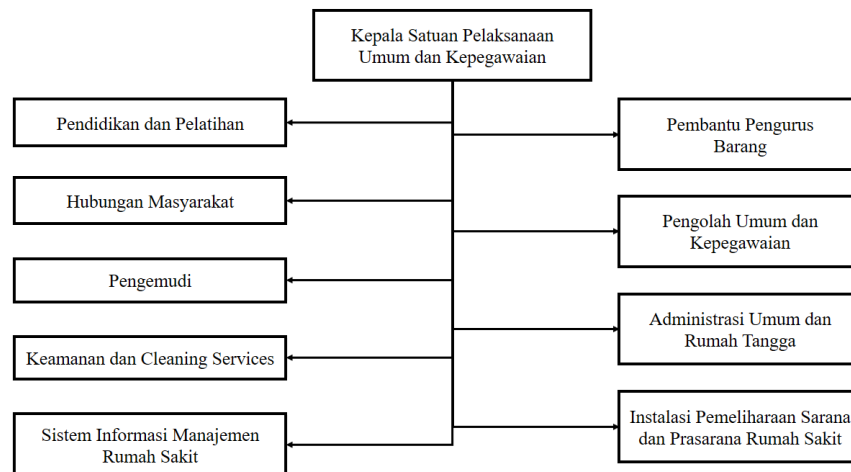 Kepala Satuan Pelaksanaan
Umum dan Kepegawaian
Pendidikan dan Pelatihan
Hubungan Masyarakat
Pengemudi
Keamanan dan Cleaning Services
Sistem Informasi Manajemen
Rumah Sakit
Pembantu Pengurus
Barang
Pengolah Umum dan
Kepegawaian
Administrasi Umum dan
Rumah Tangga
Instalasi Pemeliharaan Sarana
dan Prasarana Rumah Sakit